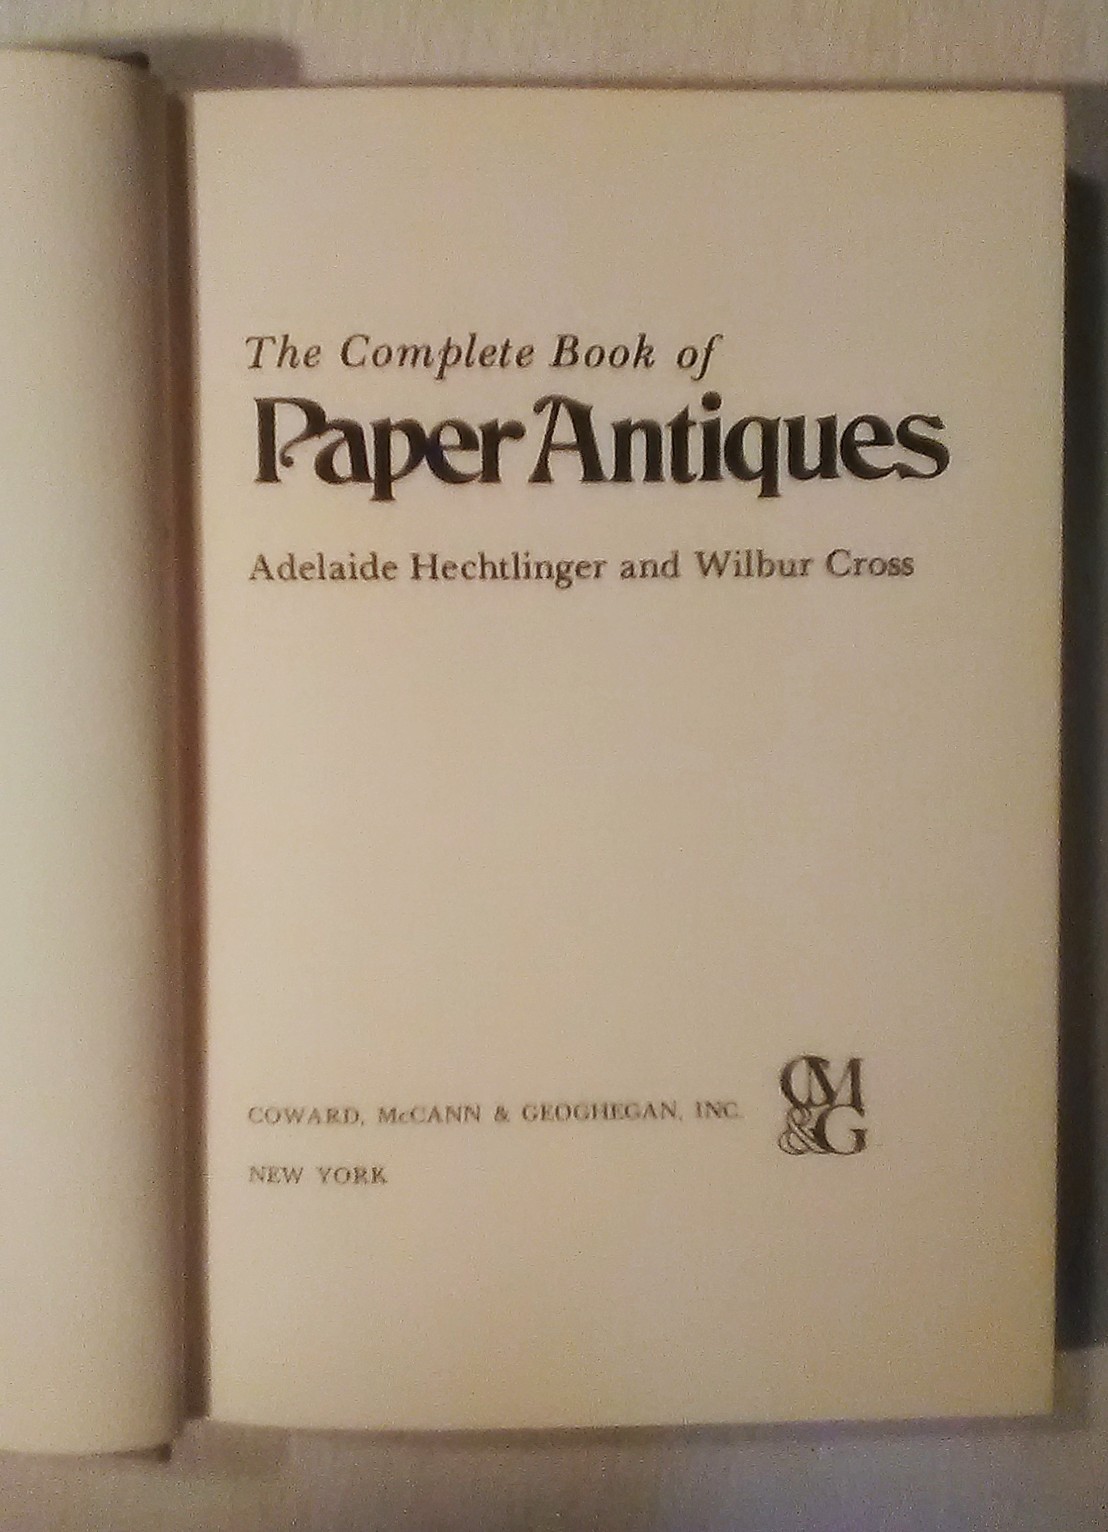 The Complete Book of
Paper Antiques
Adelaide Hechtlinger and Wilbur Cross
COWARD, McCANN & GEOGHEGAN, INC.
NEW YORK
CM
&G